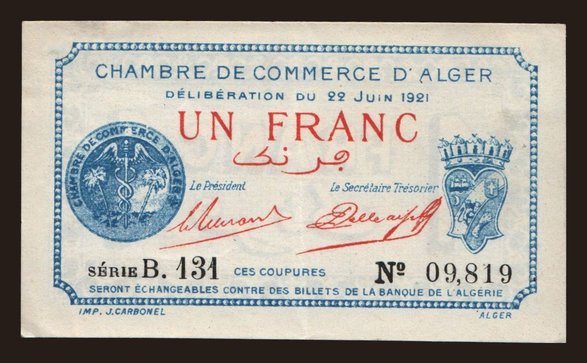 CHAMBRE DE COMMERCE D'ALGER
DÉLIBÉRATION DU 22 JUIN 1921
UN FRANC
جرنك
CHAMBRE DE COMMERCE D'ALGER
Le Président
Le Secrétaire Trésorier
SÉRIE B. 131
CES COUPURES
Nº 09,819
SERONT ÉCHANGEABLES CONTRE DES BILLETS DE LA BANQUE DE L'ALGÉRIE
IMP. J. CARBONEL
ALGER